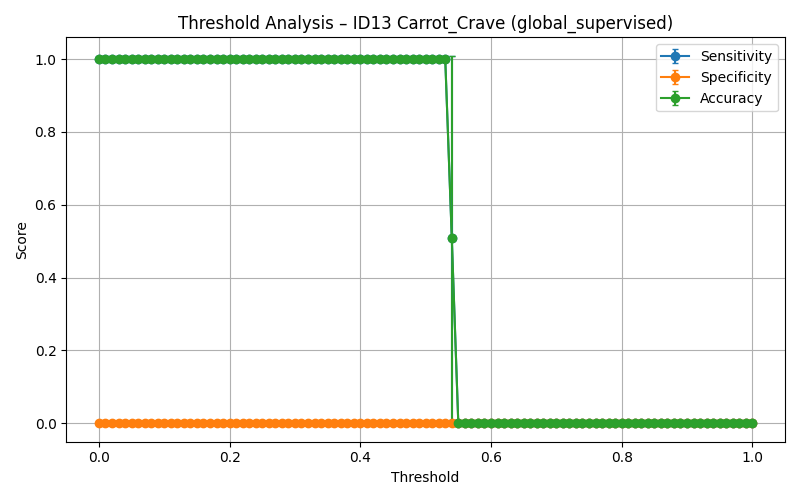 Threshold Analysis – ID13 Carrot_Crave (global_supervised)
Sensitivity
Specificity
Accuracy
Score
1.0
0.8
0.6
0.4
0.2
0.0
0.0 0.2 0.4 0.6 0.8 1.0
Threshold